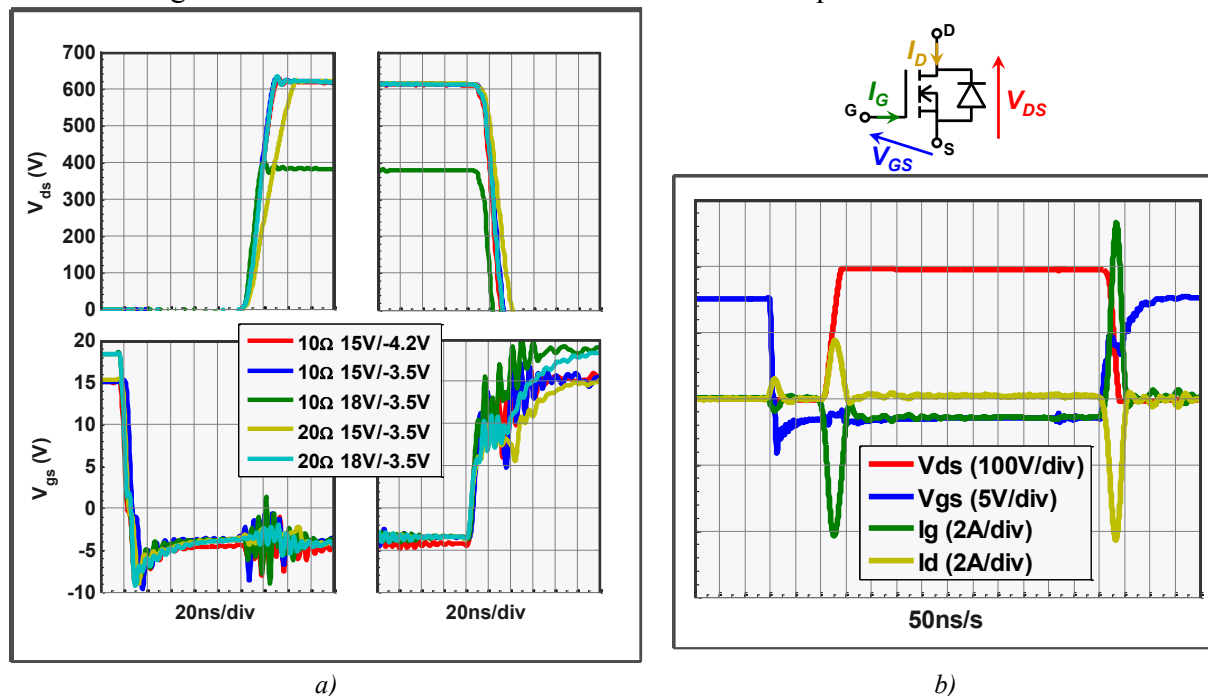 700
600
500
400
300
200
100
0
V_ds (V)
20
15
10
5
0
-5
-10
V_gs (V)
10Ω 15V/-4.2V
10Ω 15V/-3.5V
10Ω 18V/-3.5V
20Ω 15V/-3.5V
20Ω 18V/-3.5V
20ns/div
20ns/div
a)
D
I_D
I_G
G
V_DS
S
V_GS
Vds (100V/div)
Vgs (5V/div)
Ig (2A/div)
Id (2A/div)
50ns/s
b)